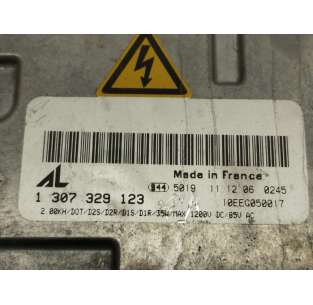 AL
Made in France
844 5019 11 12 06 0245
1 307 329 123
10EEG050017
2.00KH/DOT/D2S/D2R/D1S/D1R/35W/MAX 1200V DC/85V AC